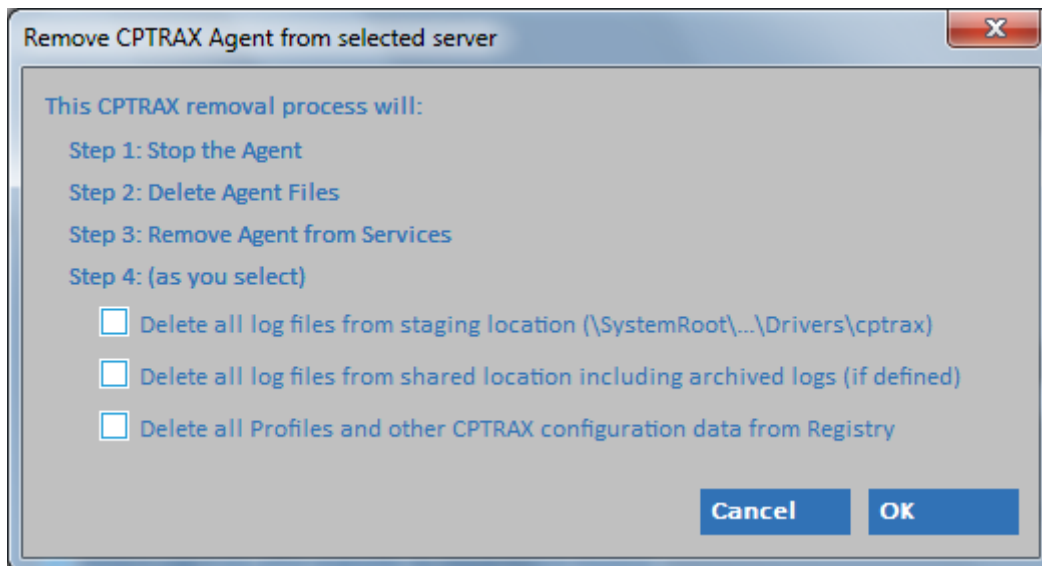 Remove CPTRAX Agent from selected server
This CPTRAX removal process will:
Step 1: Stop the Agent
Step 2: Delete Agent Files
Step 3: Remove Agent from Services
Step 4: (as you select)
Delete all log files from staging location (\SystemRoot\...\Drivers\cptrax)
Delete all log files from shared location including archived logs (if defined)
Delete all Profiles and other CPTRAX configuration data from Registry
Cancel OK